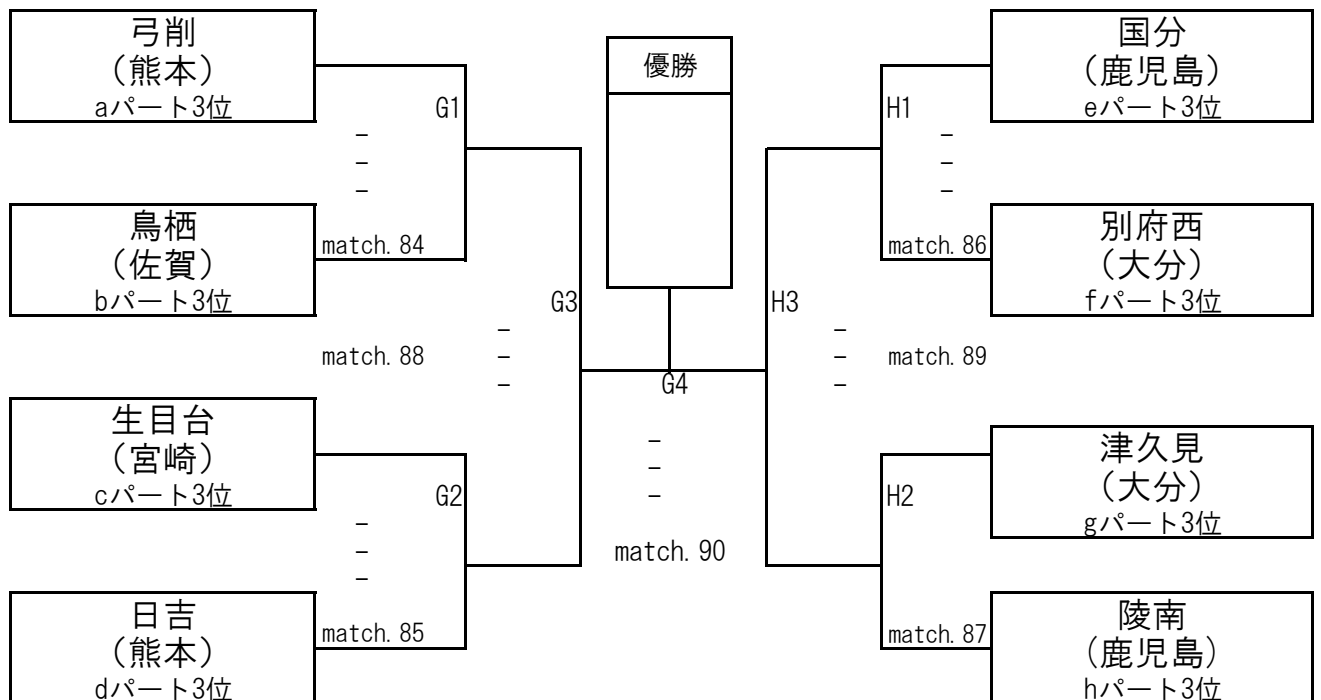 弓削
(熊本)
aパート3位
G1
－
－
－
鳥栖
(佐賀)
bパート3位
match. 84
G3
－
－
－
match. 88
生目台
(宮崎)
cパート3位
G2
－
－
－
日吉
(熊本)
dパート3位
match. 85
優勝
G4
－
－
－
match. 90
国分
(鹿児島)
eパート3位
H1
－
－
－
別府西
(大分)
fパート3位
match. 86
H3
－
－
－
match. 89
津久見
(大分)
gパート3位
H2
陵南
(鹿児島)
hパート3位
match. 87